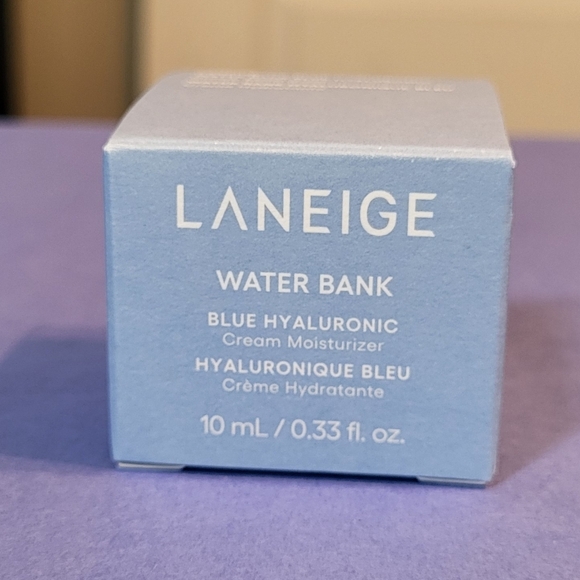 LANEIGE
WATER BANK
BLUE HYALURONIC
Cream Moisturizer
HYALURONIQUE BLEU
Crème Hydratante
10 mL / 0.33 fl. oz.